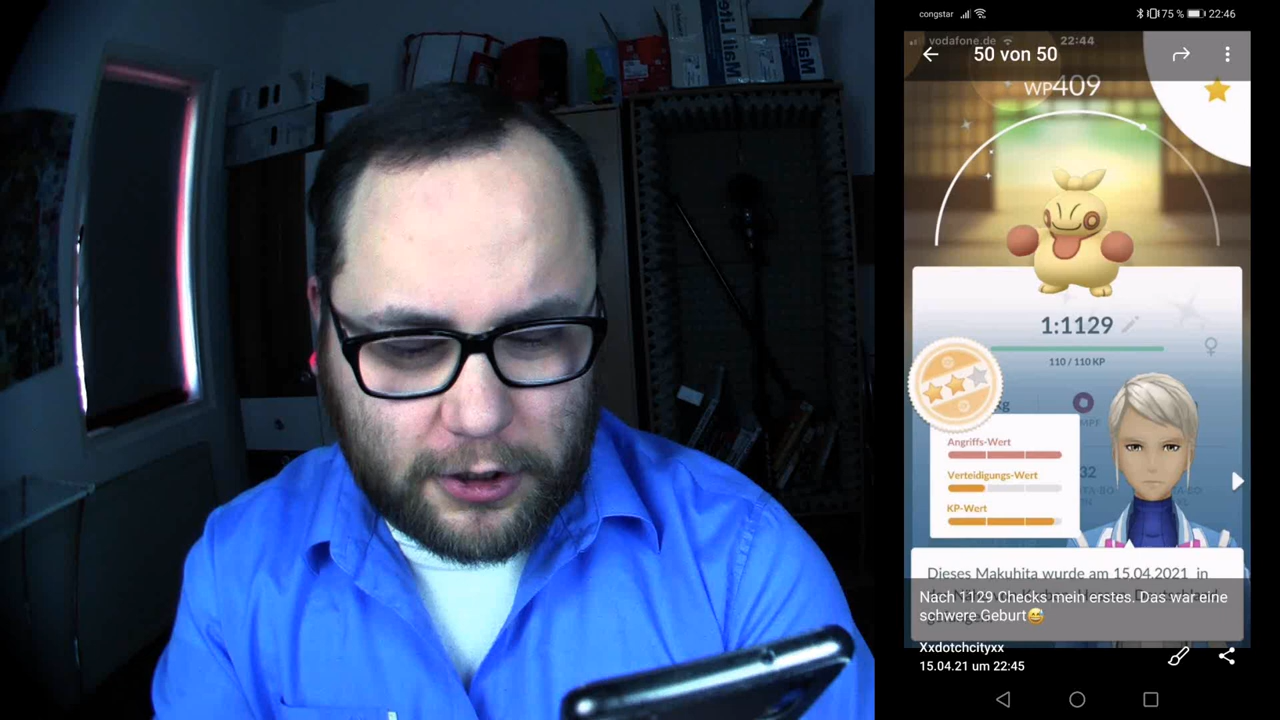 congstar
75 % 22:46
vodafone.de 22:44
50 von 50
WP409
1:1129
110 / 110 KP
Angriffs-Wert
Verteidigungs-Wert
KP-Wert
Dieses Makuhita wurde am 15.04.2021 in
Nach 1129 Checks mein erstes. Das war eine
schwere Geburt😅
Xxdotchcityxx
15.04.21 um 22:45